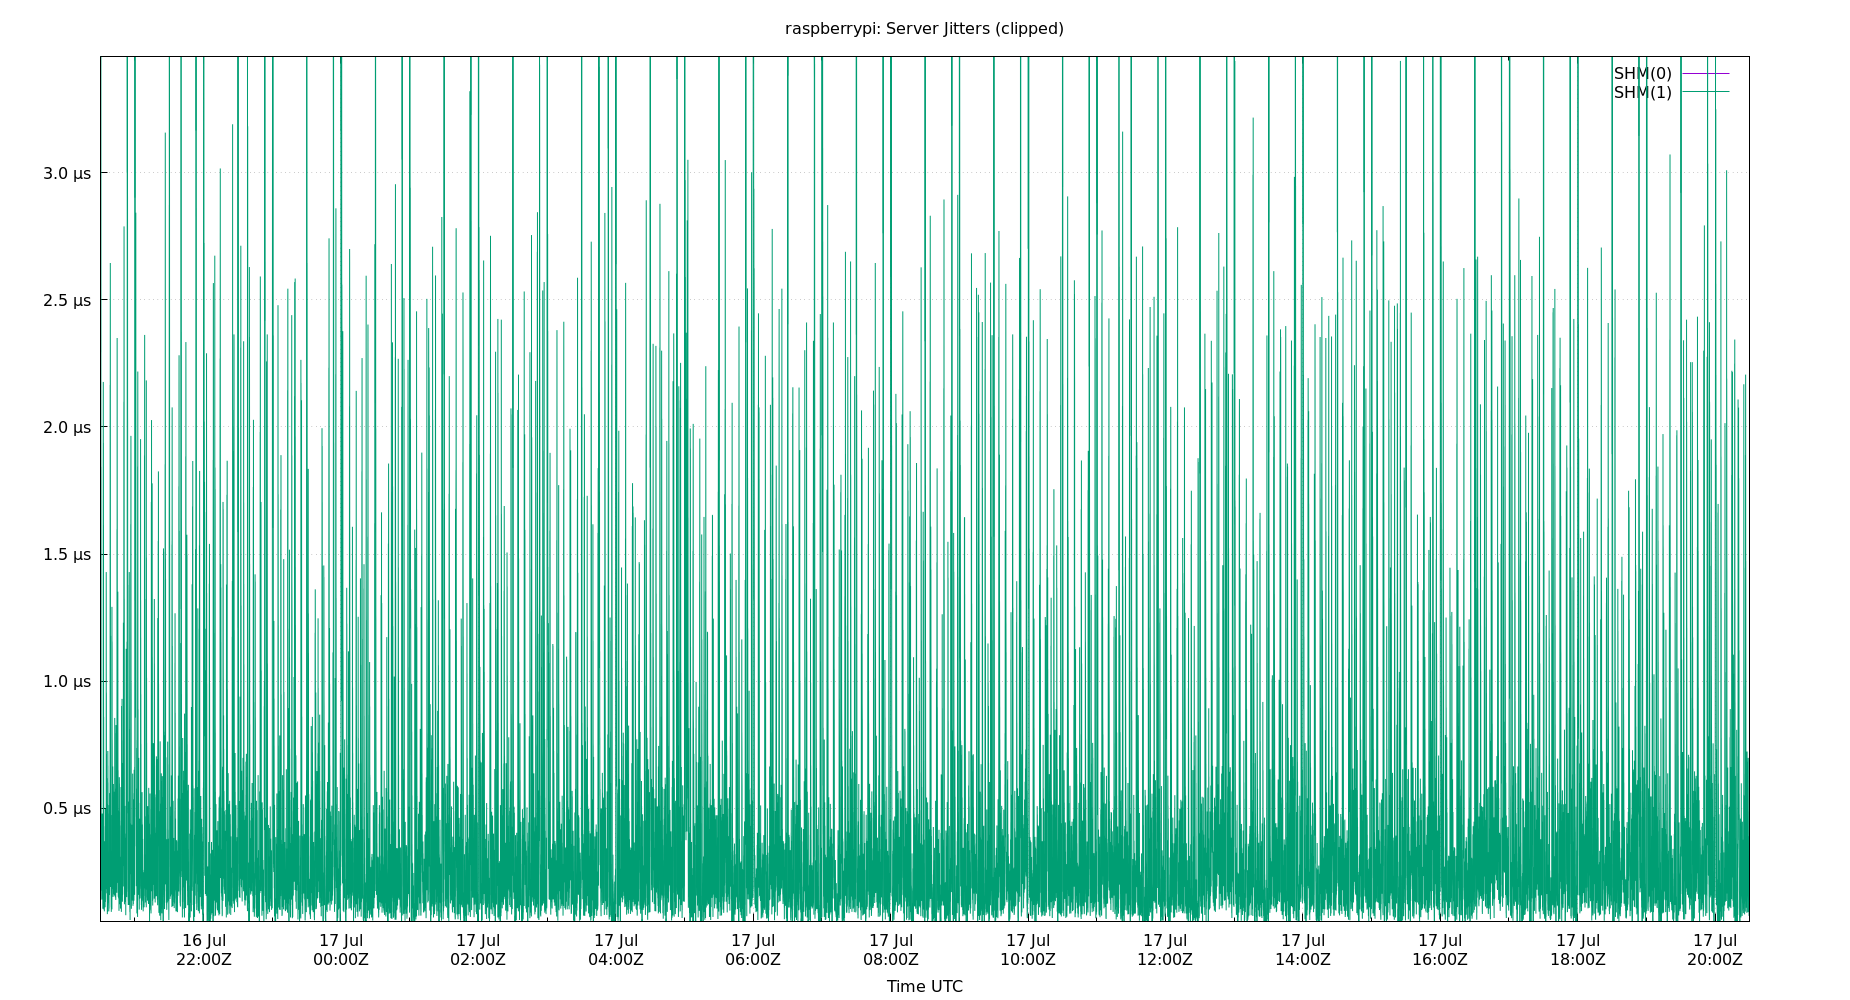 raspberrypi: Server Jitters (clipped)
SHM(0)
SHM(1)
3.0 µs
2.5 µs
2.0 µs
1.5 µs
1.0 µs
0.5 µs
16 Jul 17 Jul 17 Jul 17 Jul 17 Jul 17 Jul 17 Jul 17 Jul 17 Jul 17 Jul 17 Jul 17 Jul
22:00Z 00:00Z 02:00Z 04:00Z 06:00Z 08:00Z 10:00Z 12:00Z 14:00Z 16:00Z 18:00Z 20:00Z
Time UTC